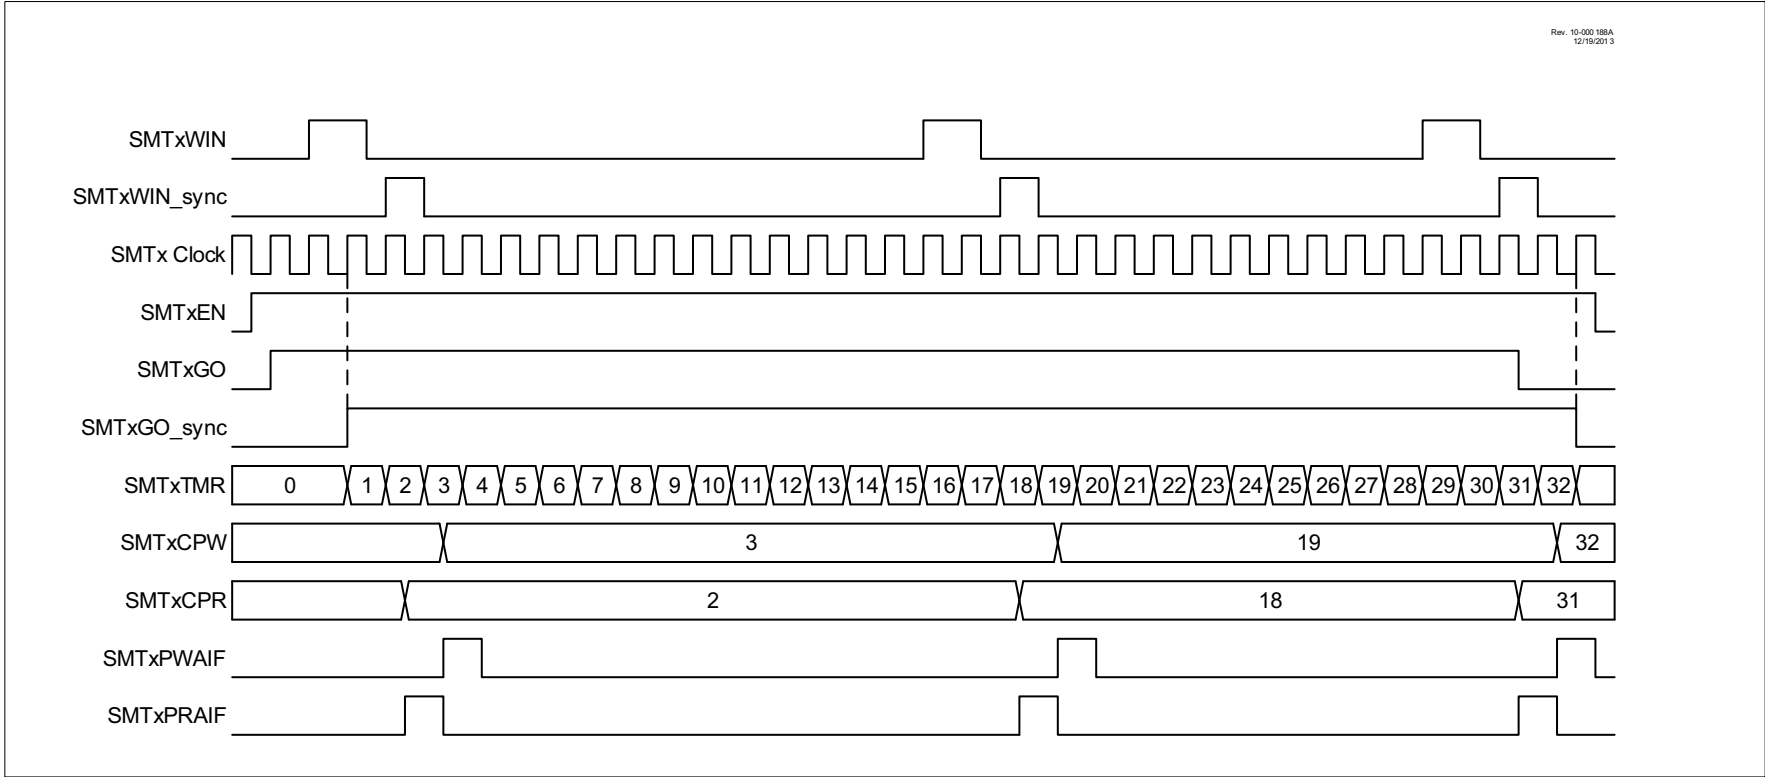 Rev. 10-000 188A
12/19/201 3
SMTxWIN
SMTxWIN_sync
SMTx Clock
SMTxEN
SMTxGO
SMTxGO_sync
SMTxTMR 0 1 2 3 4 5 6 7 8 9 10 11 12 13 14 15 16 17 18 19 20 21 22 23 24 25 26 27 28 29 30 31 32
SMTxCPW 3 19 32
SMTxCPR 2 18 31
SMTxPWAIF
SMTxPRAIF